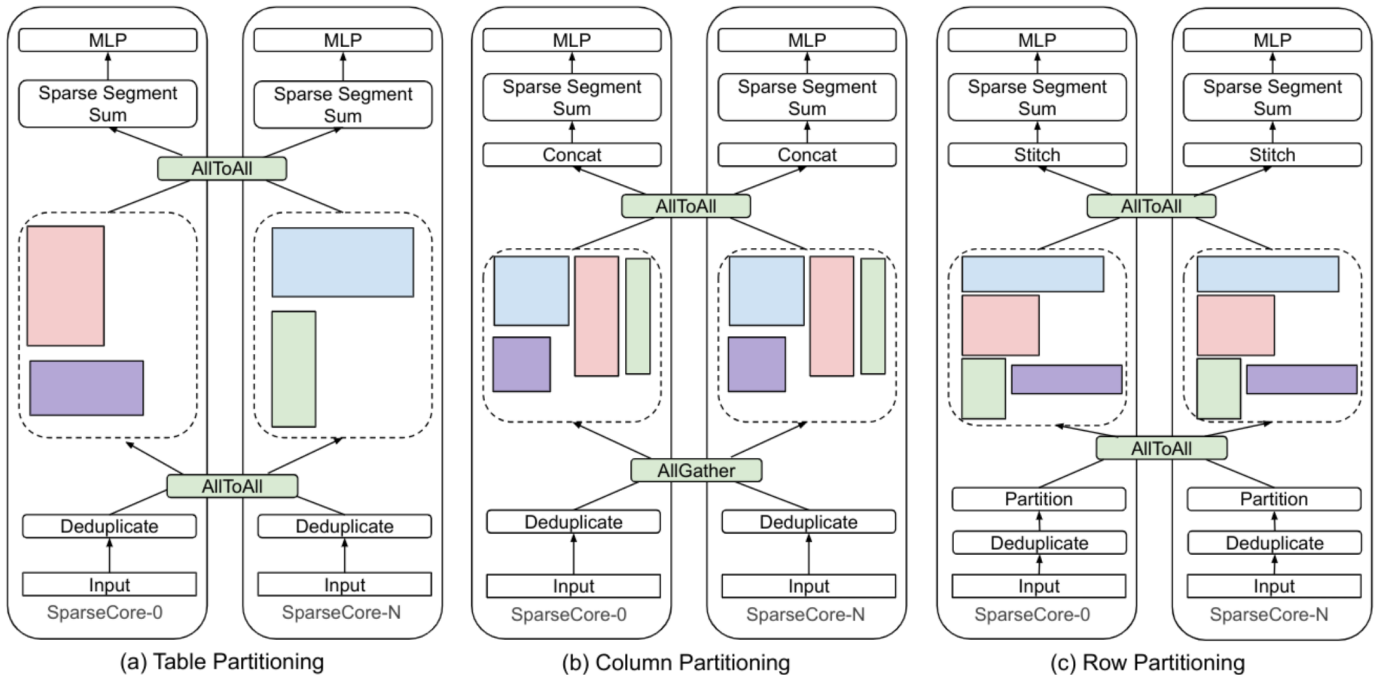 MLP
MLP
Sparse Segment
Sum
Sparse Segment
Sum
AllToAll
AllToAll
Deduplicate
Deduplicate
Input
Input
SparseCore-0
SparseCore-N
(a) Table Partitioning
MLP
MLP
Sparse Segment
Sum
Sparse Segment
Sum
Concat
Concat
AllToAll
AllGather
Deduplicate
Deduplicate
Input
Input
SparseCore-0
SparseCore-N
(b) Column Partitioning
MLP
MLP
Sparse Segment
Sum
Sparse Segment
Sum
Stitch
Stitch
AllToAll
AllToAll
Partition
Partition
Deduplicate
Deduplicate
Input
Input
SparseCore-0
SparseCore-N
(c) Row Partitioning